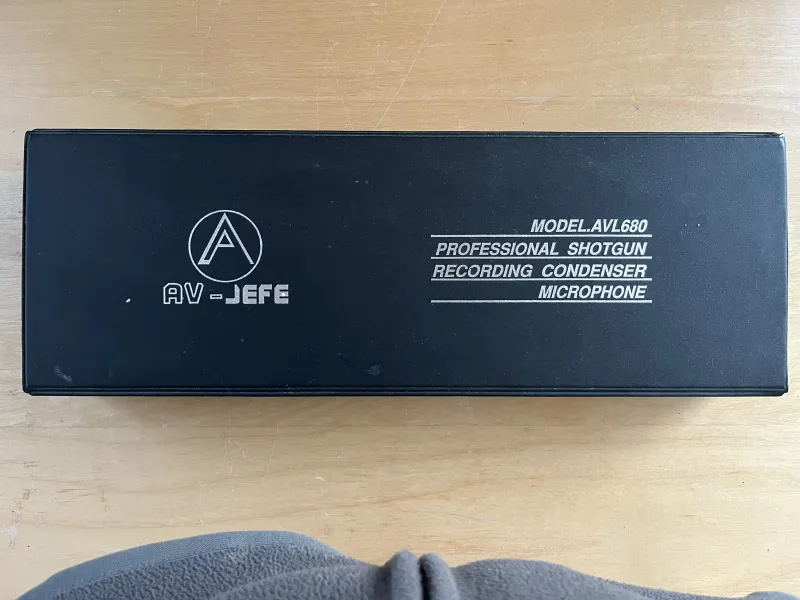 AV-JEFE
MODEL.AVL680
PROFESSIONAL SHOTGUN
RECORDING CONDENSER
MICROPHONE